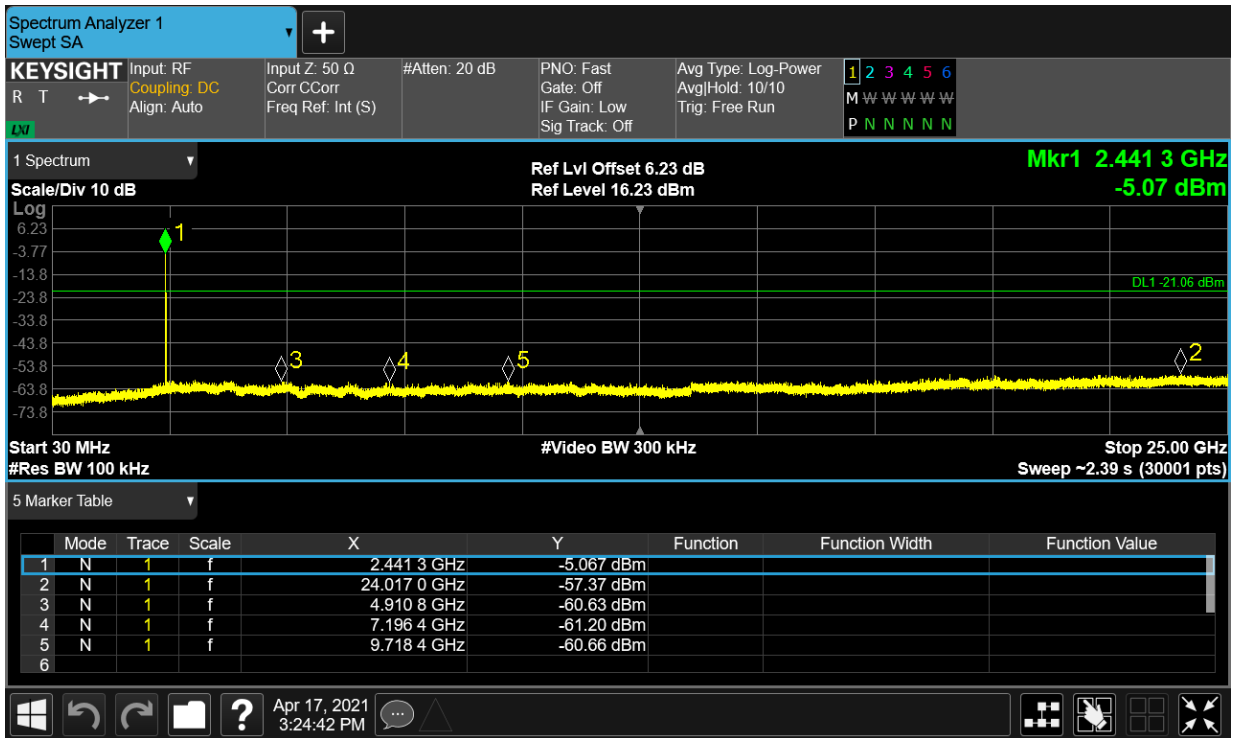 Spectrum Analyzer 1
Swept SA
+
KEYSIGHT
R T
LXI
Input: RF
Coupling: DC
Align: Auto
Input Z: 50 Ω
Corr CCorr
Freq Ref: Int (S)
#Atten: 20 dB
PNO: Fast
Gate: Off
IF Gain: Low
Sig Track: Off
Avg Type: Log-Power
Avg|Hold: 10/10
Trig: Free Run
1 2 3 4 5 6
M W W W W W
P N N N N N
1 Spectrum
Scale/Div 10 dB
Ref Lvl Offset 6.23 dB
Ref Level 16.23 dBm
Mkr1 2.441 3 GHz
-5.07 dBm
Log
6.23
-3.77
-13.8
-23.8
-33.8
-43.8
-53.8
-63.8
-73.8
1
DL1 -21.06 dBm
3
4
5
2
Start 30 MHz
#Res BW 100 kHz
#Video BW 300 kHz
Stop 25.00 GHz
Sweep ~2.39 s (30001 pts)
5 Marker Table
Mode Trace Scale X Y Function Function Width Function Value
1 N 1 f 2.441 3 GHz -5.067 dBm
2 N 1 f 24.017 0 GHz -57.37 dBm
3 N 1 f 4.910 8 GHz -60.63 dBm
4 N 1 f 7.196 4 GHz -61.20 dBm
5 N 1 f 9.718 4 GHz -60.66 dBm
6
?
Apr 17, 2021
3:24:42 PM